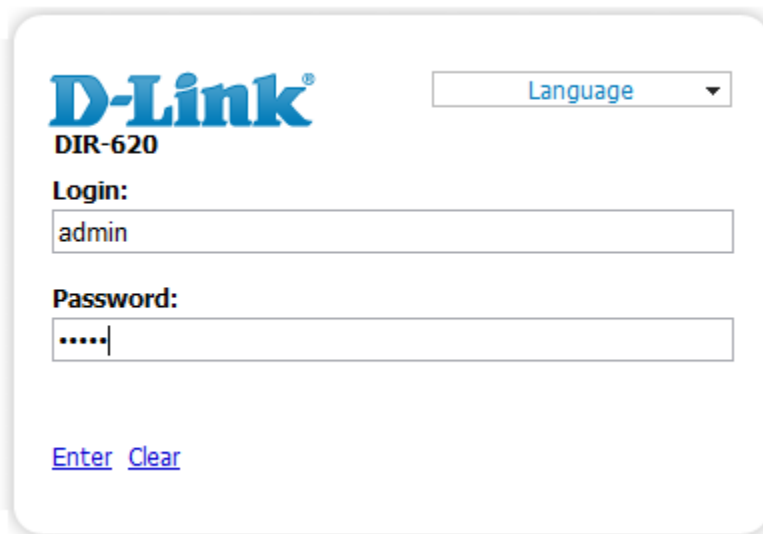 D-Link®
Language
DIR-620
Login:
admin
Password:
•••••
Enter Clear